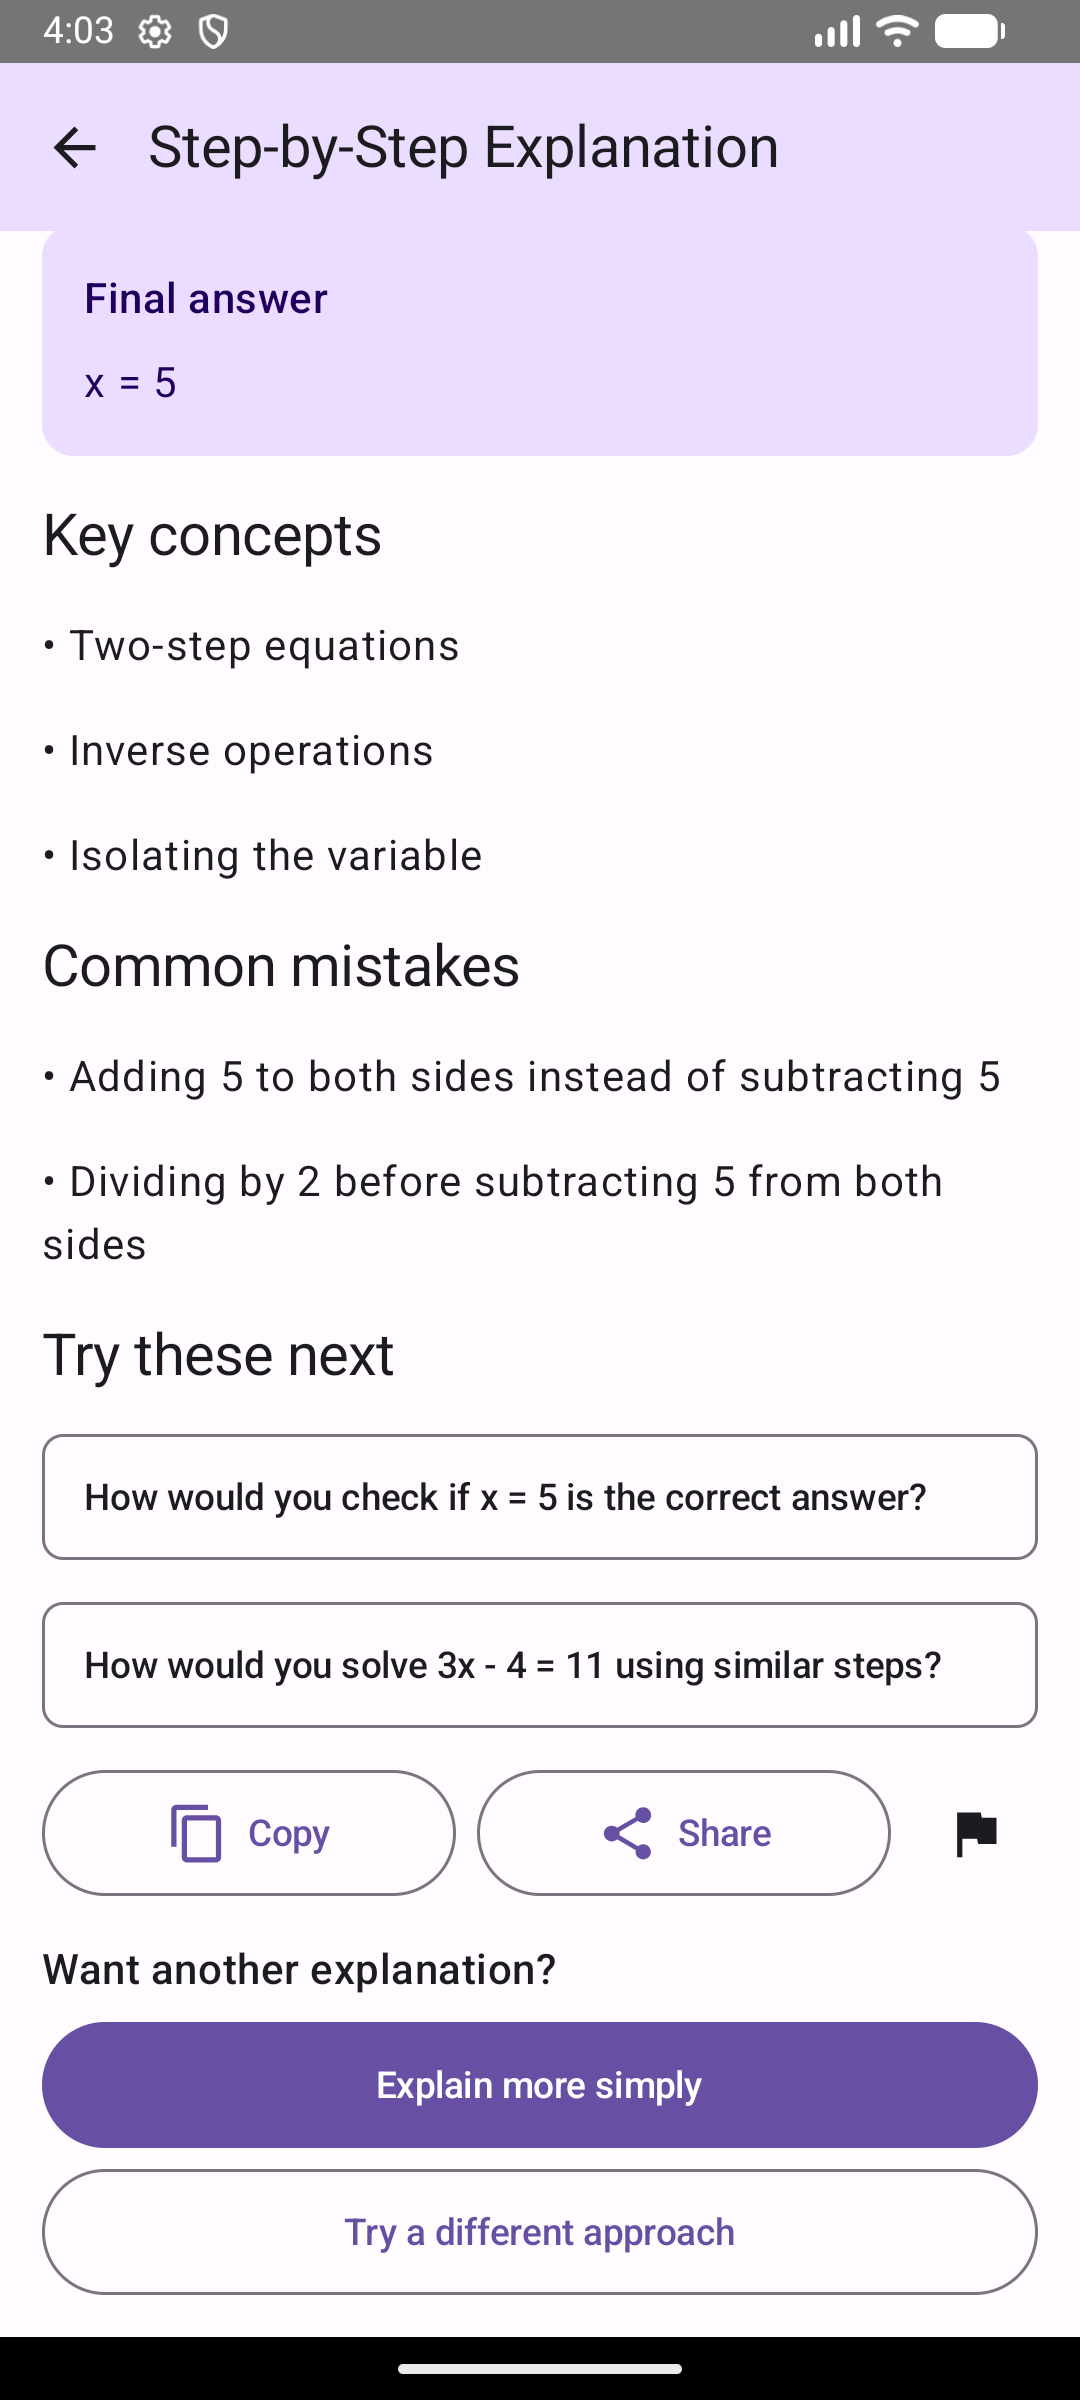 4:03
Step-by-Step Explanation
Final answer
x = 5
Key concepts
• Two-step equations
• Inverse operations
• Isolating the variable
Common mistakes
• Adding 5 to both sides instead of subtracting 5
• Dividing by 2 before subtracting 5 from both
sides
Try these next
How would you check if x = 5 is the correct answer?
How would you solve 3x - 4 = 11 using similar steps?
Copy
Share
Want another explanation?
Explain more simply
Try a different approach